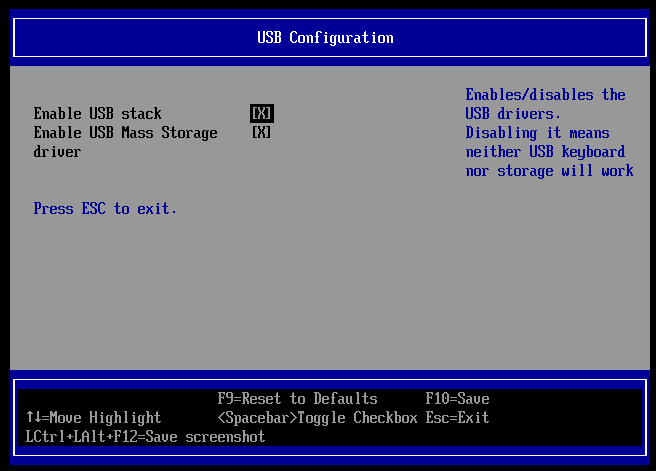 USB Configuration
Enable USB stack [X]
Enable USB Mass Storage [X]
driver
Press ESC to exit.
Enables/disables the
USB drivers.
Disabling it means
neither USB keyboard
nor storage will work
F9=Reset to Defaults F10=Save
↑↓=Move Highlight <Spacebar>Toggle Checkbox Esc=Exit
LCtrl+LAlt+F12=Save screenshot